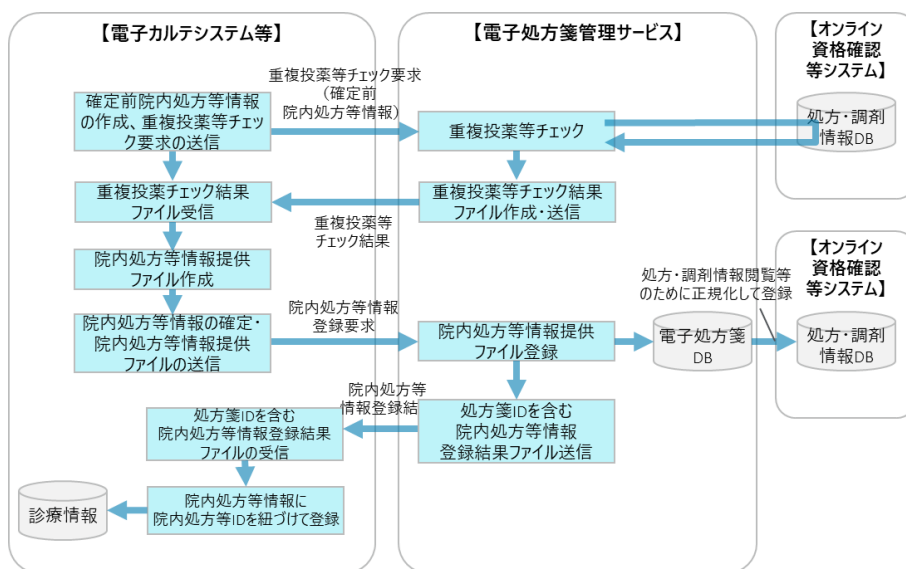 【電子カルテシステム等】
【電子処方箋管理サービス】
【オンライン
資格確認
等システム】
重複投薬等チェック要求
（確定前
院内処方等情報）
確定前院内処方等情報
の作成、重複投薬等チェッ
ク要求の送信
重複投薬等チェック
処方・調剤
情報DB
重複投薬チェック結果
ファイル受信
重複投薬等チェック結果
ファイル作成・送信
重複投薬等
チェック結果
院内処方等情報提供
ファイル作成
【オンライン
資格確認
等システム】
処方・調剤情報閲覧等
のために正規化して登録
院内処方等情報の確定・
院内処方等情報提供
ファイルの送信
院内処方等情報
登録要求
院内処方等情報提供
ファイル登録
電子処方箋
DB
処方・調剤
情報DB
院内処方等
情報登録結
処方箋IDを含む
院内処方等情報登録結果
ファイルの受信
処方箋IDを含む
院内処方等情報
登録結果ファイル送信
診療情報
院内処方等情報に
院内処方等IDを紐づけて登録